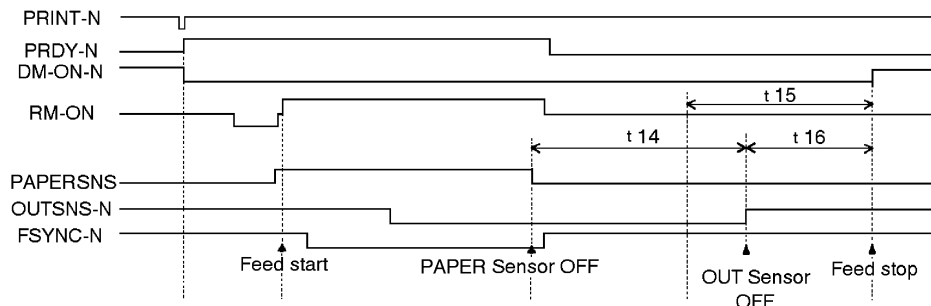 PRINT-N
PRDY-N
DM-ON-N
t 15
RM-ON
t 14
t 16
PAPERSNS
OUTSNS-N
FSYNC-N
Feed start
PAPER Sensor OFF
OUT Sensor
OFF
Feed stop